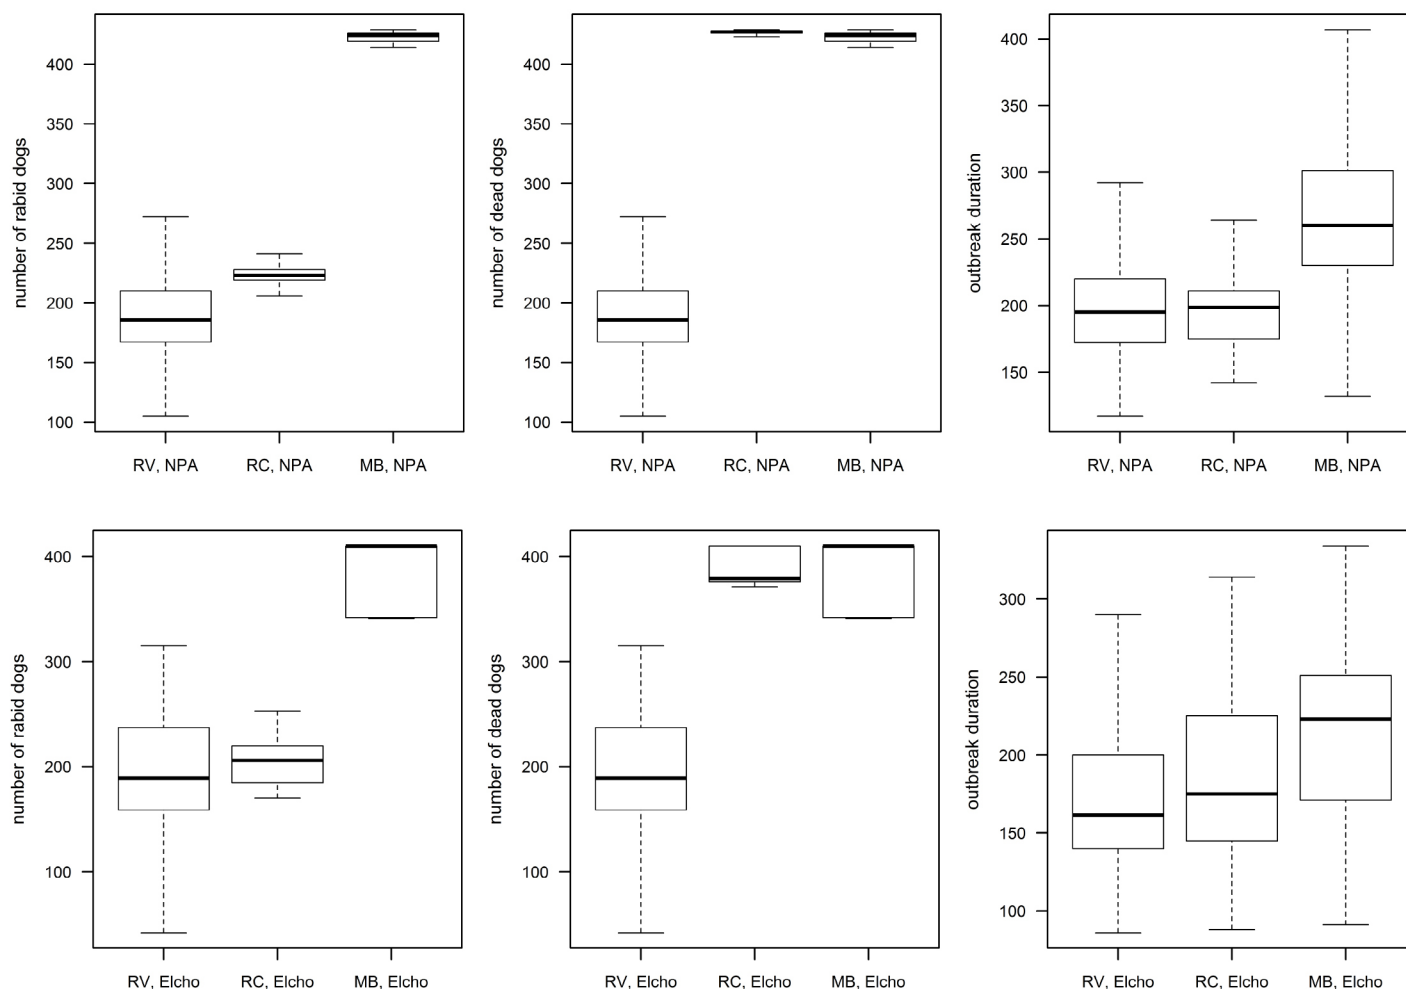 number of rabid dogs
400
350
300
250
200
150
100
RV, NPA RC, NPA MB, NPA
number of dead dogs
400
350
300
250
200
150
100
RV, NPA RC, NPA MB, NPA
outbreak duration
400
350
300
250
200
150
RV, NPA RC, NPA MB, NPA
number of rabid dogs
400
300
200
100
RV, Elcho RC, Elcho MB, Elcho
number of dead dogs
400
300
200
100
RV, Elcho RC, Elcho MB, Elcho
outbreak duration
300
250
200
150
100
RV, Elcho RC, Elcho MB, Elcho